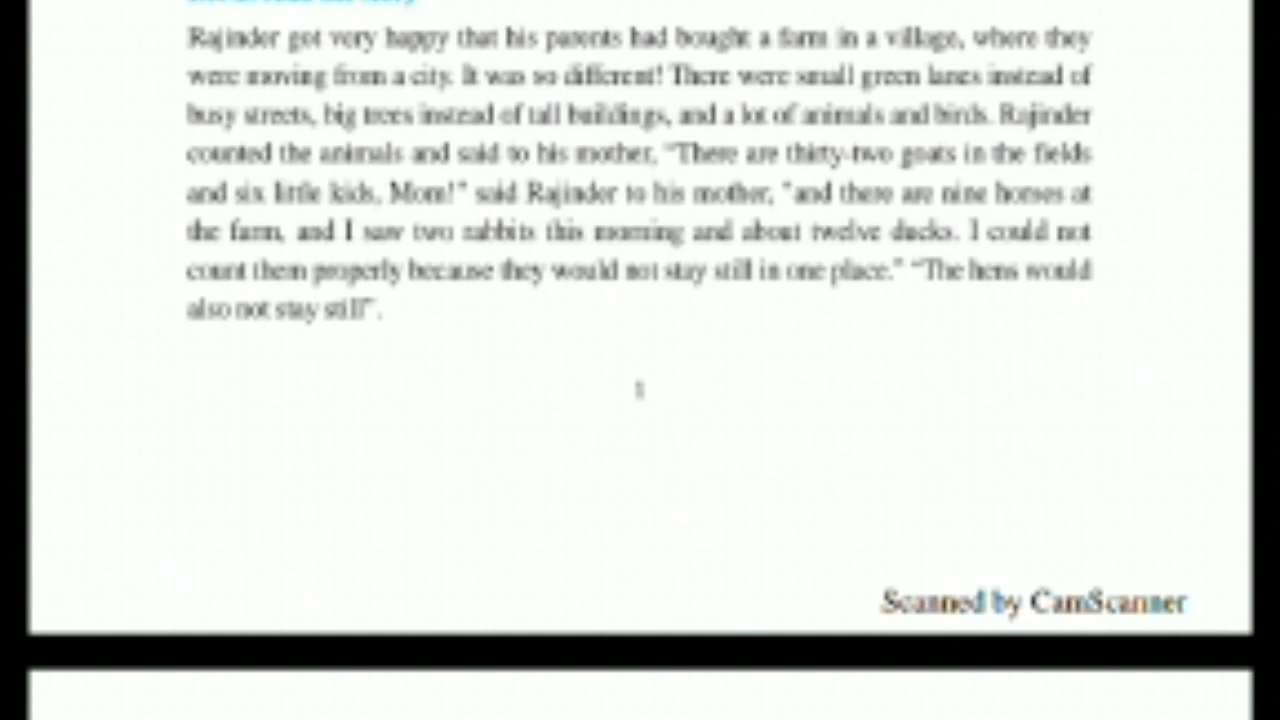 Rajinder got very happy that his parents had bought a farm in a village, where they
were moving from a city. It was so different! There were small green lanes instead of
busy streets, big trees instead of tall buildings, and a lot of animals and birds. Rajinder
counted the animals and said to his mother, "There are thirty-two goats in the fields
and six little kids, Mom!" said Rajinder to his mother, "and there are nine horses at
the farm, and I saw two rabbits this morning and about twelve ducks. I could not
count them properly because they would not stay still in one place." "The hens would
also not stay still".
1
Scanned by CamScanner